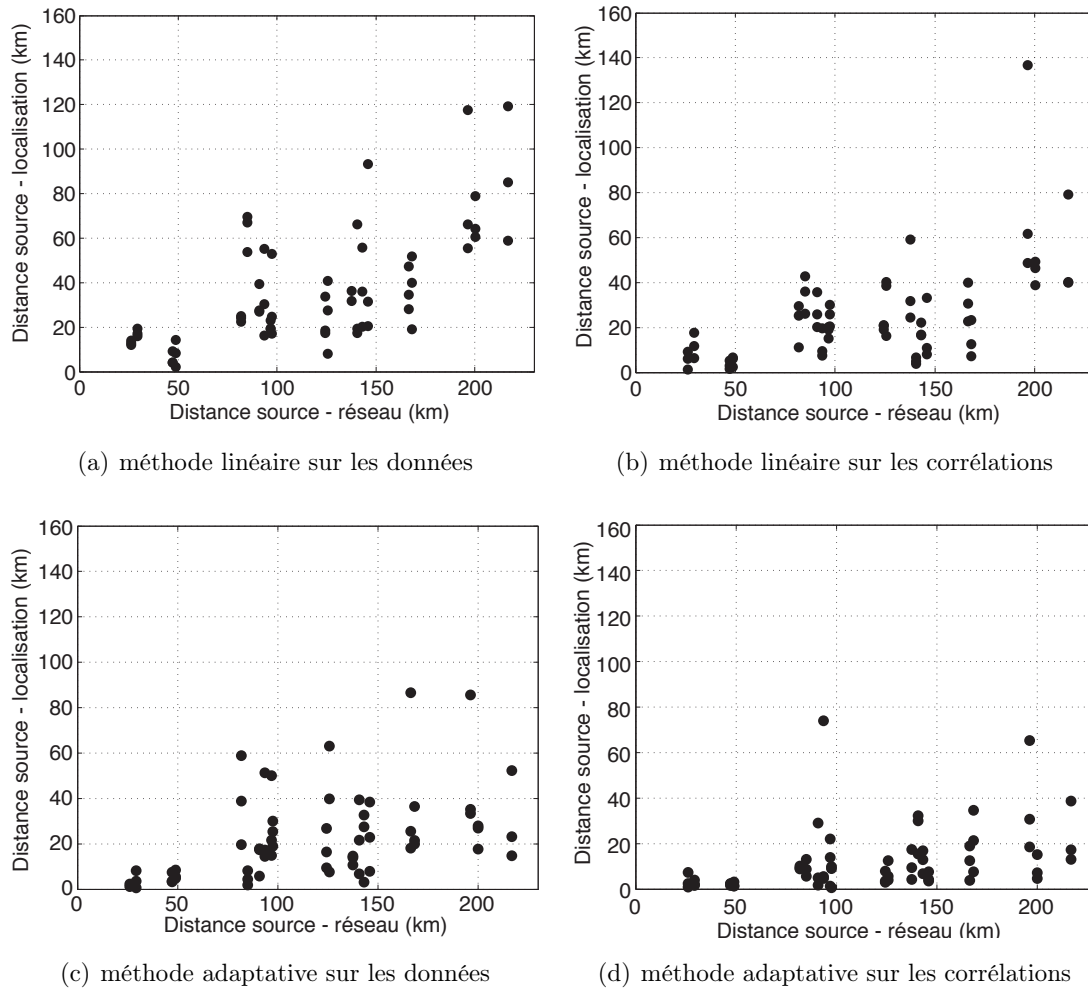 160
140
120
100
80
60
40
20
0
Distance source - localisation (km)
0 50 100 150 200
Distance source - réseau (km)
(a) méthode linéaire sur les données
160
140
120
100
80
60
40
20
0
Distance source - localisation (km)
0 50 100 150 200
Distance source - réseau (km)
(b) méthode linéaire sur les corrélations
160
140
120
100
80
60
40
20
0
Distance source - localisation (km)
0 50 100 150 200
Distance source - réseau (km)
(c) méthode adaptative sur les données
160
140
120
100
80
60
40
20
0
Distance source - localisation (km)
0 50 100 150 200
Distance source - réseau (km)
(d) méthode adaptative sur les corrélations